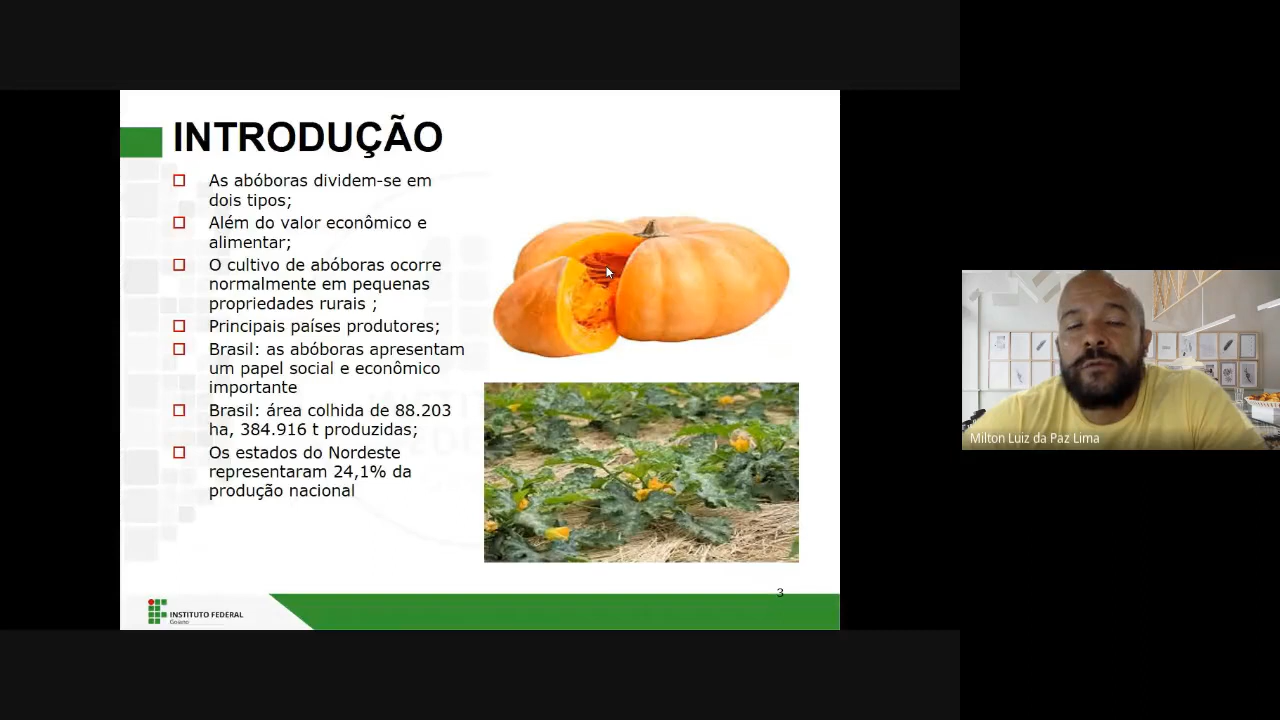 INTRODUÇÃO
As abóboras dividem-se em
dois tipos;
Além do valor econômico e
alimentar;
O cultivo de abóboras ocorre
normalmente em pequenas
propriedades rurais ;
Principais países produtores;
Brasil: as abóboras apresentam
um papel social e econômico
importante
Brasil: área colhida de 88.203
ha, 384.916 t produzidas;
Os estados do Nordeste
representaram 24,1% da
produção nacional
3
INSTITUTO FEDERAL
Goiano
Milton Luiz da Paz Lima